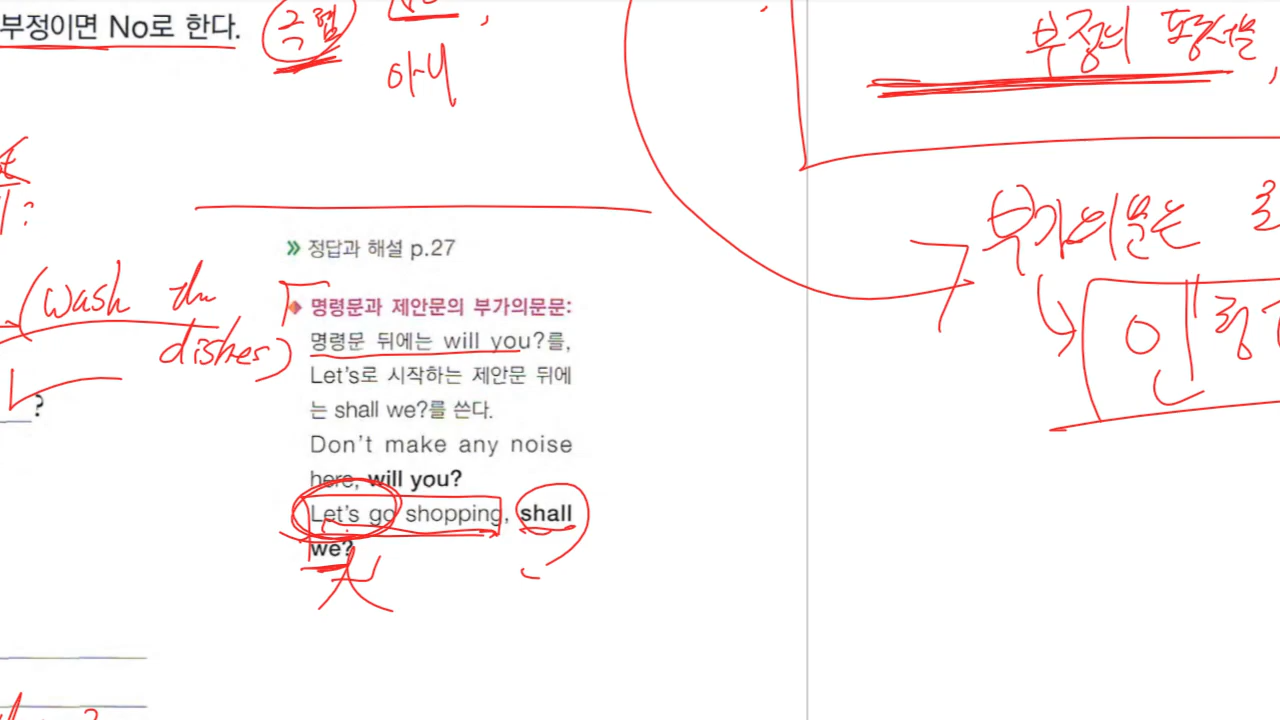 부정이면 No로 한다.
아니
부정의
부가의문은
정답과 해설 p.27
(wash the
dishes)
?
명령문과 제안문의 부가의문문:
명령문 뒤에는 will you?를,
Let's로 시작하는 제안문 뒤에
는 shall we?를 쓴다.
Don't make any noise
here, will you?
Let's go shopping, shall
we?